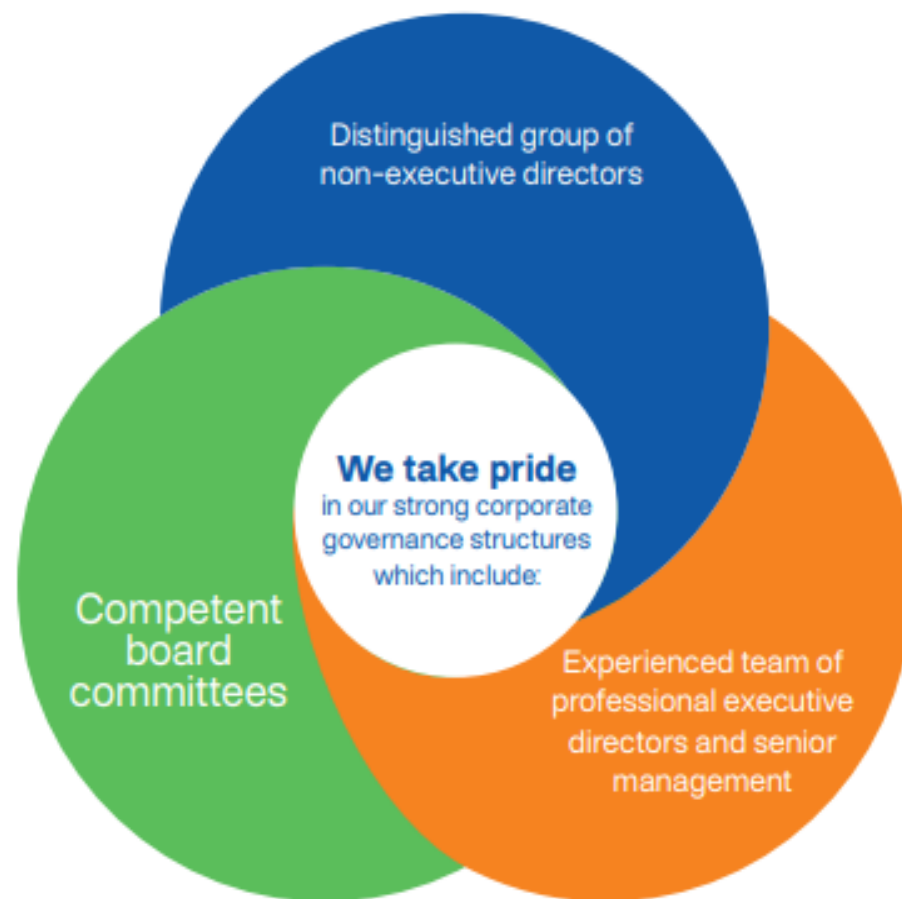 Distinguished group of
non-executive directors
We take pride
in our strong corporate
governance structures
which include:
Competent
board
committees
Experienced team of
professional executive
directors and senior
management